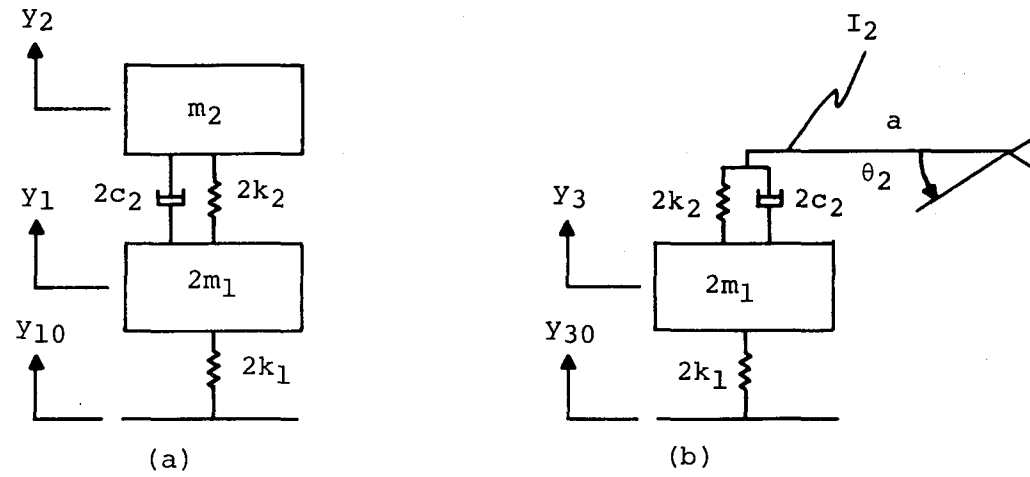 y₂
m₂
2c₂
2k₂
y₁
2m₁
y₁₀
2k₁
(a)
I₂
a
θ₂
2k₂
2c₂
y₃
2m₁
y₃₀
2k₁
(b)